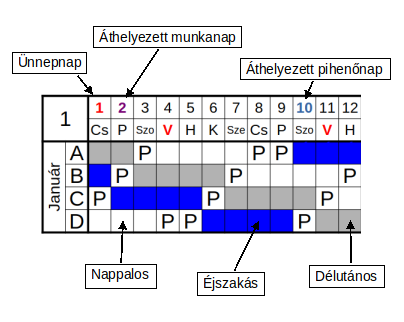 Áthelyezett munkanap
Ünnepnap
Áthelyezett pihenőnap
1
1 2 3 4 5 6 7 8 9 10 11 12
Cs P Szo V H K Sze Cs P Szo V H
Január
A P P P
B P P P
C P P P
D P P P
Nappalos
Éjszakás
Délutános